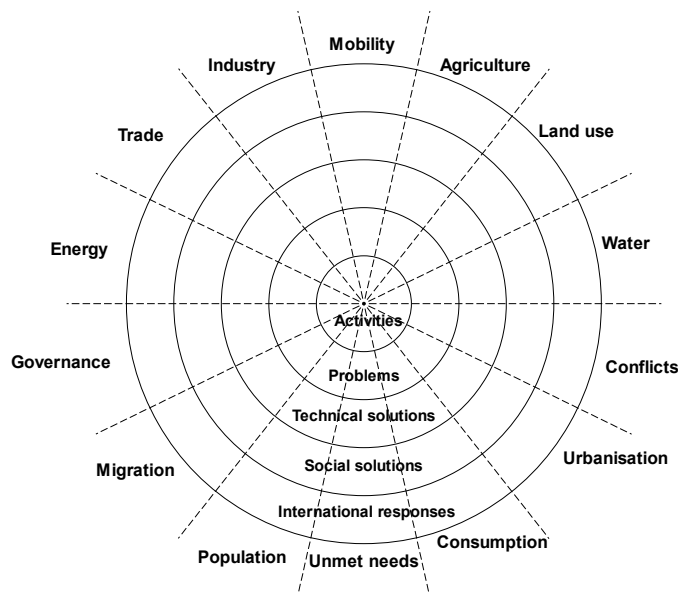 Mobility
Industry
Agriculture
Trade
Land use
Energy
Water
Activities
Governance
Conflicts
Problems
Technical solutions
Migration
Social solutions
Urbanisation
International responses
Population
Unmet needs
Consumption